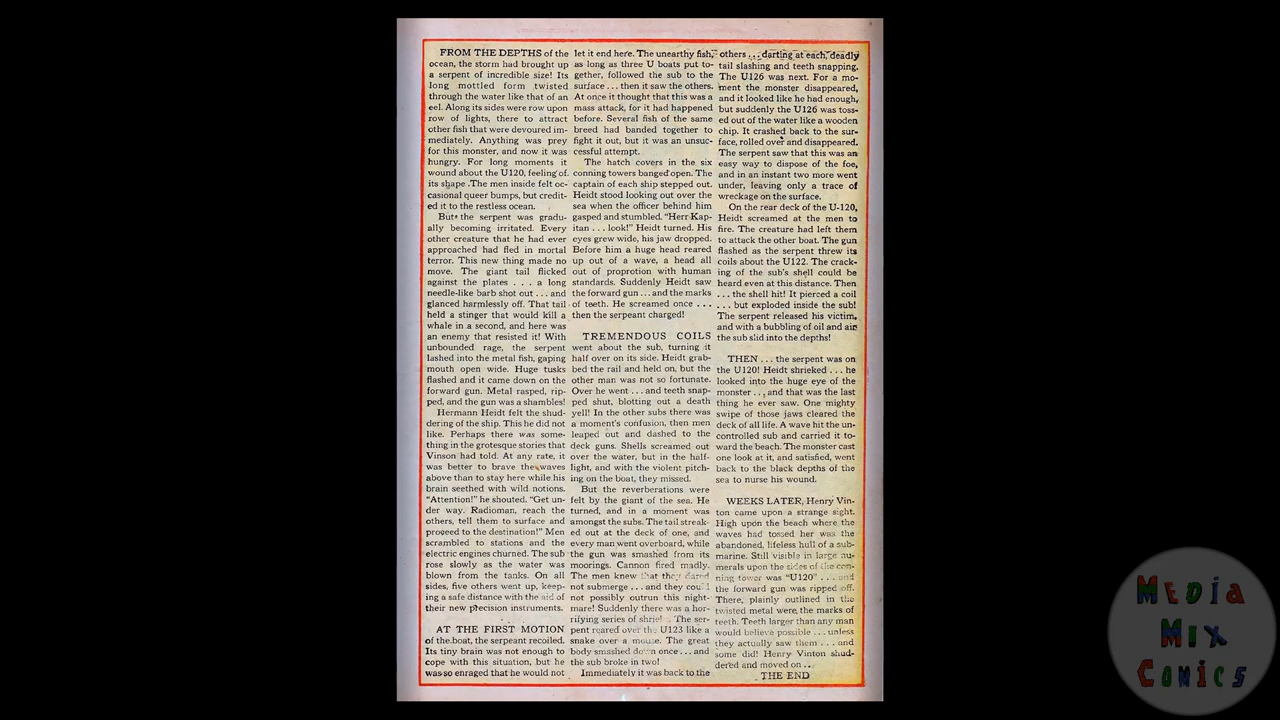 FROM THE DEPTHS of the
ocean, the storm had brought up
a serpent of incredible size! Its
long mottled form twisted
through the water like that of an
eel. Along its sides were row upon
row of lights, there to attract
other fish that were devoured im-
mediately. Anything was prey
for this monster, and now it was
hungry. For long moments it
wound about the U120, feeling of
its shape .The men inside felt oc-
casional queer bumps, but credit-
ed it to the restless ocean.
But the serpent was gradu-
ally becoming irritated. Every
other creature that he had ever
approached had fled in mortal
terror. This new thing made no
move. The giant tail flicked
against the plates . . . a long
needle-like barb shot out . . . and
glanced harmlessly off. That tail
held a stinger that would kill a
whale in a second, and here was
an enemy that resisted it! With
unbounded rage, the serpent
lashed into the metal fish, gaping
mouth open wide. Huge tusks
flashed and it came down on the
forward gun. Metal rasped, rip-
ped, and the gun was a shambles!
Hermann Heidt felt the shud-
dering of the ship. This he did not
like. Perhaps there was some-
thing in the grotesque stories that
Vinson had told. At any rate, it
was better to brave the waves
above than to stay here while his
brain seethed with wild notions.
"Attention!" he shouted. "Get un-
der way. Radioman, reach the
others, tell them to surface and
proceed to the destination!" Men
scrambled to stations and the
electric engines churned. The sub
rose slowly as the water was
blown from the tanks. On all
sides, five others went up, keep-
ing a safe distance with the aid of
their new precision instruments.
AT THE FIRST MOTION
of the boat, the serpeant recoiled.
Its tiny brain was not enough to
cope with this situation, but he
was so enraged that he would not
let it end here. The unearthy fish,
as long as three U boats put to-
gether, followed the sub to the
surface . . . then it saw the others.
At once it thought that this was a
mass attack, for it had happened
before. Several fish of the same
breed had banded together to
fight it out, but it was an unsuc-
cessful attempt.
The hatch covers in the six
conning towers banged open. The
captain of each ship stepped out.
Heidt stood looking out over the
sea when the officer behind him
gasped and stumbled. "Herr Kap-
itan . . . look!" Heidt turned. His
eyes grew wide, his jaw dropped.
Before him a huge head reared
up out of a wave, a head all
out of proprotion with human
standards. Suddenly Heidt saw
the forward gun . . . and the marks
of teeth. He screamed once . . .
then the serpeant charged!
TREMENDOUS COILS
went about the sub, turning it
half over on its side. Heidt grab-
bed the rail and held on, but the
other man was not so fortunate.
Over he went . . . and teeth snap-
ped shut, blotting out a death
yell! In the other subs there was
a moment's confusion, then men
leaped out and dashed to the
deck guns. Shells screamed out
over the water, but in the half-
light, and with the violent pitch-
ing on the boat, they missed.
But the reverberations were
felt by the giant of the sea. He
turned, and in a moment was
amongst the subs. The tail streak-
ed out at the deck of one, and
every man went overboard, while
the gun was smashed from its
moorings. Cannon fired madly.
The men knew that they dared
not submerge . . . and they could
not possibly outrun this night-
mare! Suddenly there was a hor-
rifying series of shrie! . . The ser-
pent reared over the U123 like a
snake over a mouse. The great
body smashed down once . . . and
the sub broke in two!
Immediately it was back to the
others . . . darting at each, deadly
tail slashing and teeth snapping.
The U126 was next. For a mo-
ment the monster disappeared,
and it looked like he had enough,
but suddenly the U126 was toss-
ed out of the water like a wooden
chip. It crashed back to the sur-
face, rolled over and disappeared.
The serpent saw that this was an
easy way to dispose of the foe,
and in an instant two more went
under, leaving only a trace of
wreckage on the surface.
On the rear deck of the U-120,
Heidt screamed at the men to
fire. The creature had left them
to attack the other boat. The gun
flashed as the serpent threw its
coils about the U122. The crack-
ing of the sub's shell could be
heard even at this distance. Then
. . . the shell hit! It pierced a coil
. . . but exploded inside the sub!
The serpent released his victim,
and with a bubbling of oil and air
the sub slid into the depths!
THEN . . . the serpent was on
the U120! Heidt shrieked . . . he
looked into the huge eye of the
monster . . . and that was the last
thing he ever saw. One mighty
swipe of those jaws cleared the
deck of all life. A wave hit the un-
controlled sub and carried it to-
ward the beach. The monster cast
one look at it, and satisfied, went
back to the black depths of the
sea to nurse his wound.
WEEKS LATER, Henry Vin-
ton came upon a strange sight.
High upon the beach where the
waves had tossed her was the
abandoned, lifeless hull of a sub-
marine. Still visible in large nu-
merals upon the sides of the con-
ning tower was "U120" . . . and
the forward gun was ripped off.
There, plainly outlined in the
twisted metal were the marks of
teeth. Teeth larger than any man
would believe possible . . . unless
they actually saw them . . . and
some did! Henry Vinton shud-
dered and moved on . . .
THE END
MEDiA
MiX
COMiCS